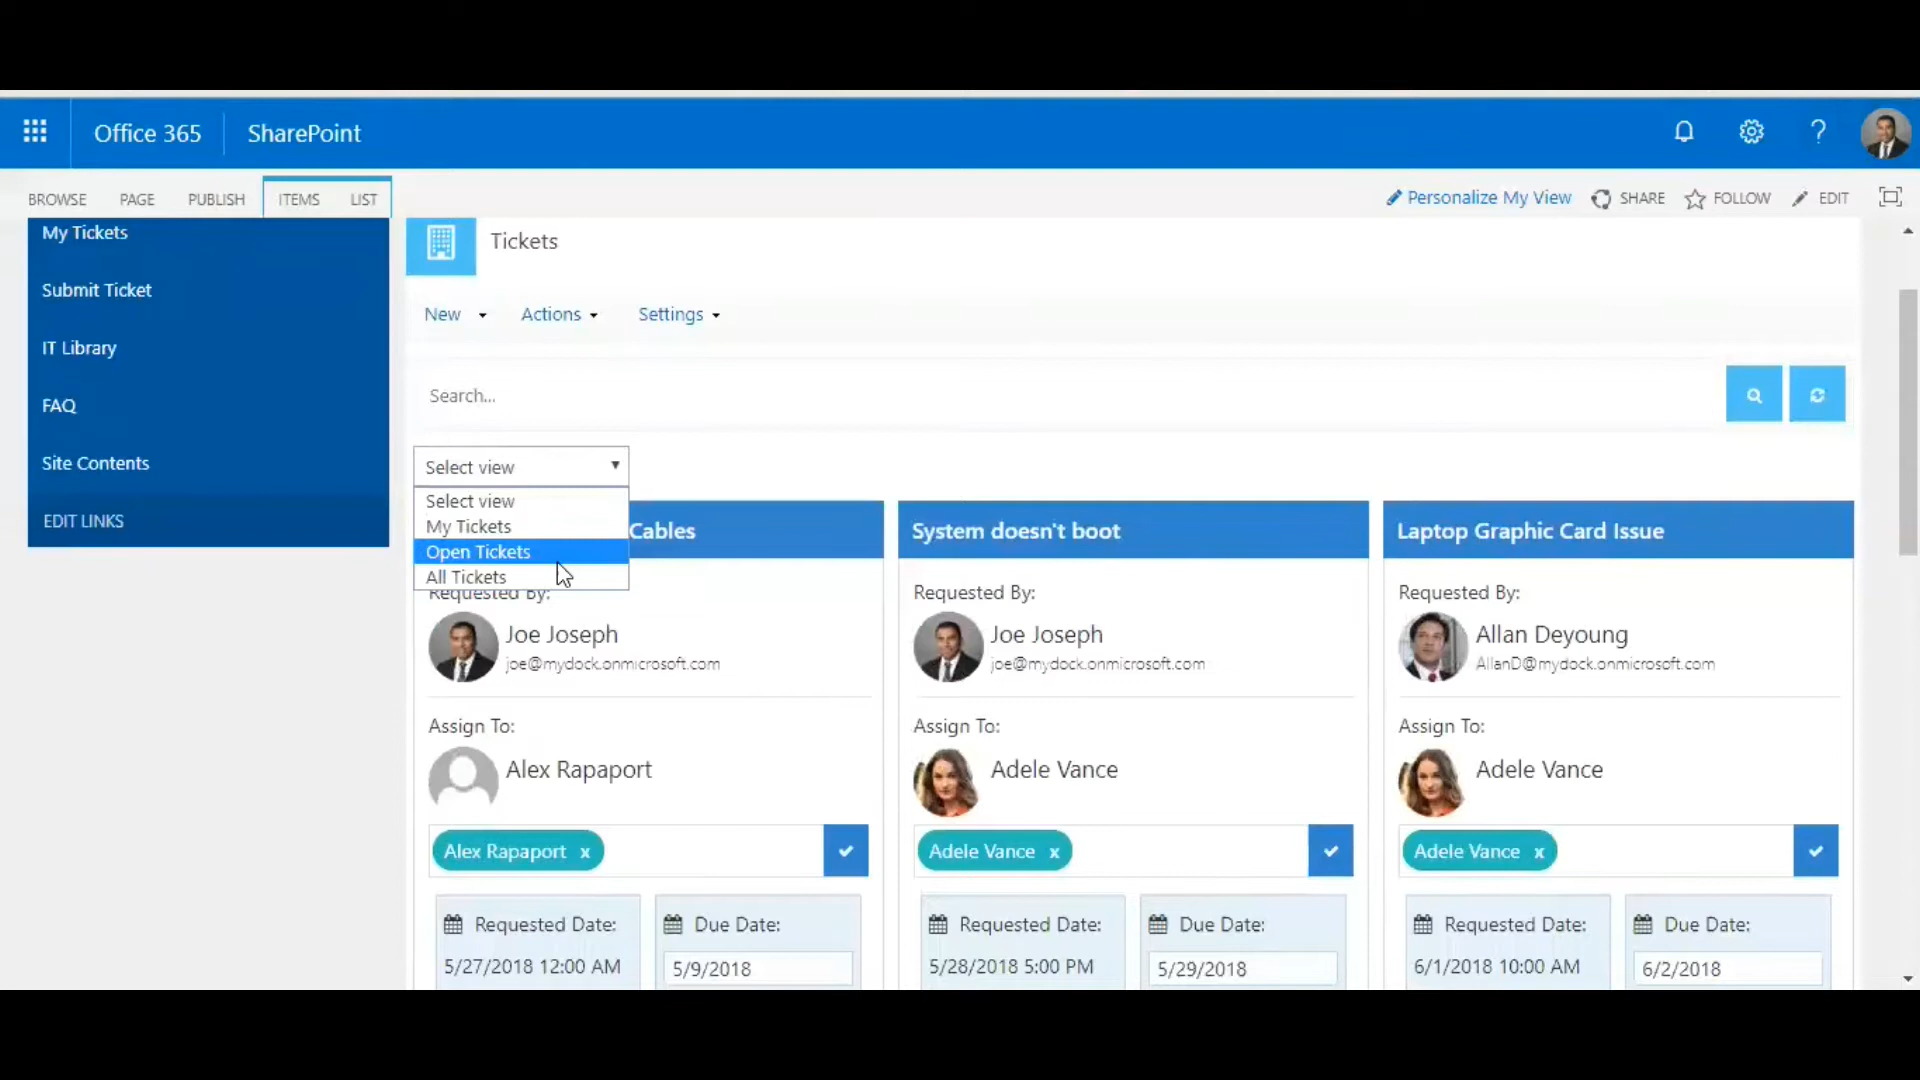 Office 365 SharePoint ?
BROWSE PAGE PUBLISH ITEMS LIST Personalize My View SHARE FOLLOW EDIT
My Tickets
Submit Ticket
IT Library
FAQ
Site Contents
EDIT LINKS
Tickets
New Actions Settings
Search...
Select view
Select view
My Tickets
Open Tickets
All Tickets
Cables
Requested By:
Joe Joseph
joe@mydock.onmicrosoft.com
Assign To:
Alex Rapaport
Alex Rapaport x
Requested Date: Due Date:
5/27/2018 12:00 AM 5/9/2018
System doesn't boot
Requested By:
Joe Joseph
joe@mydock.onmicrosoft.com
Assign To:
Adele Vance
Adele Vance x
Requested Date: Due Date:
5/28/2018 5:00 PM 5/29/2018
Laptop Graphic Card Issue
Requested By:
Allan Deyoung
AllanD@mydock.onmicrosoft.com
Assign To:
Adele Vance
Adele Vance x
Requested Date: Due Date:
6/1/2018 10:00 AM 6/2/2018